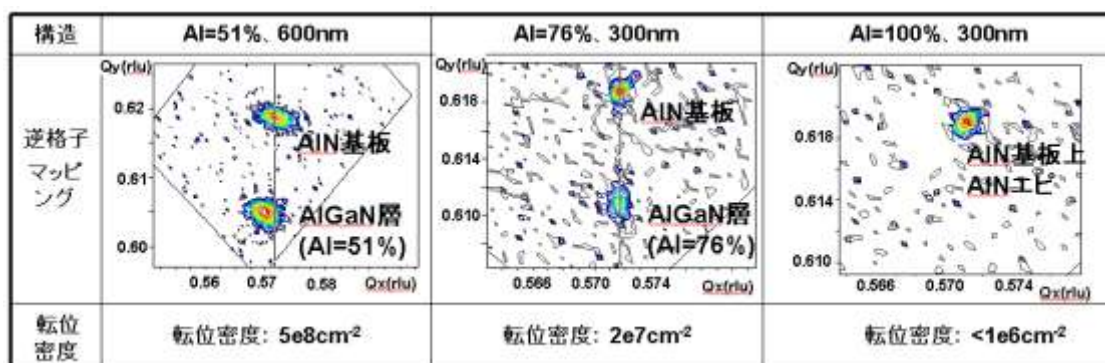 構造
Al=51%、600nm
Al=76%、300nm
Al=100%、300nm
逆格子
マッピ
ング
Qy(rlu)
0.62
0.61
0.60
0.56
0.57
0.58
Qx(rlu)
AlN基板
AlGaN層
(Al=51%)
Qy(rlu)
0.618
0.614
0.610
0.566
0.570
0.574
Qx(rlu)
AlN基板
AlGaN層
(Al=76%)
Qy(rlu)
0.618
0.614
0.610
0.566
0.570
0.574
Qx(rlu)
AlN基板上
AlNエピ
転位
密度
転位密度: 5e8cm-2
転位密度: 2e7cm-2
転位密度: <1e6cm-2